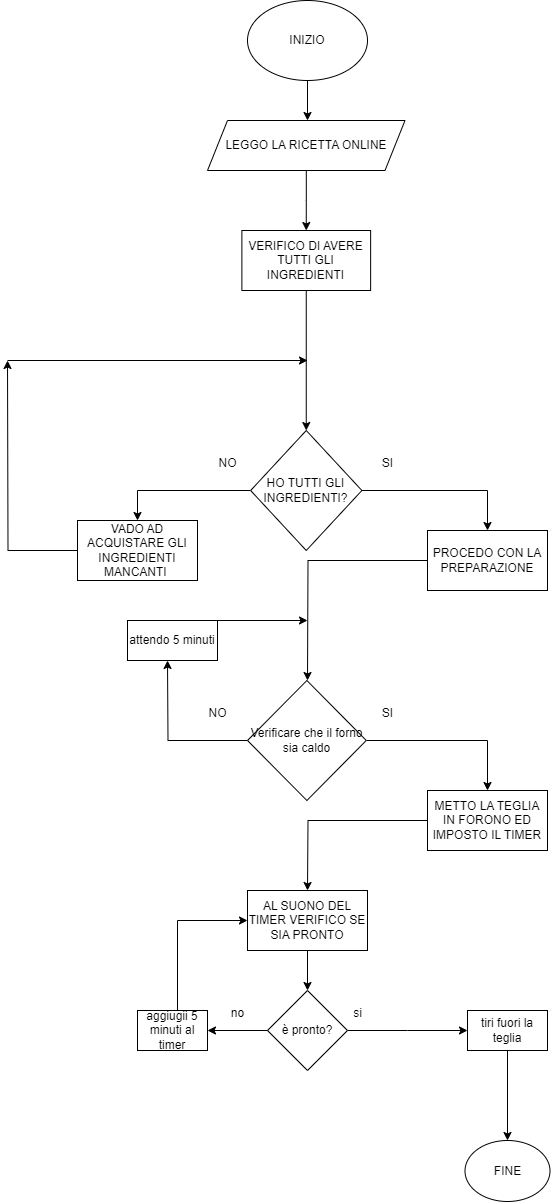 INIZIO
LEGGO LA RICETTA ONLINE
VERIFICO DI AVERE
TUTTI GLI
INGREDIENTI
NO
SI
HO TUTTI GLI
INGREDIENTI?
VADO AD
ACQUISTARE GLI
INGREDIENTI
MANCANTI
PROCEDO CON LA
PREPARAZIONE
attendo 5 minuti
NO
SI
Verificare che il forno
sia caldo
METTO LA TEGLIA
IN FORONO ED
IMPOSTO IL TIMER
AL SUONO DEL
TIMER VERIFICO SE
SIA PRONTO
no
si
aggiugii 5
minuti al
timer
è pronto?
tiri fuori la
teglia
FINE